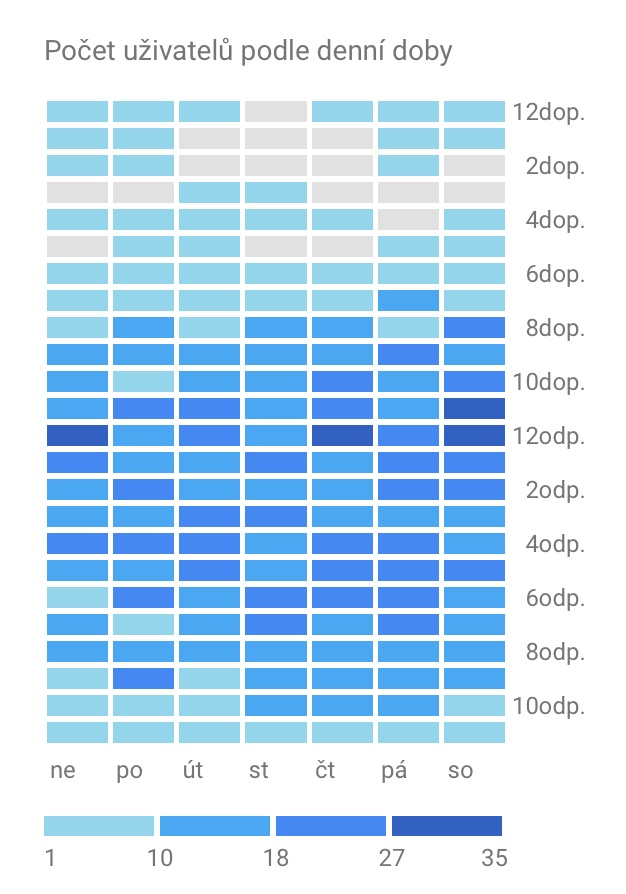 Počet uživatelů podle denní doby
12dop.
2dop.
4dop.
6dop.
8dop.
10dop.
12odp.
2odp.
4odp.
6odp.
8odp.
10odp.
ne po út st čt pá so
1 10 18 27 35